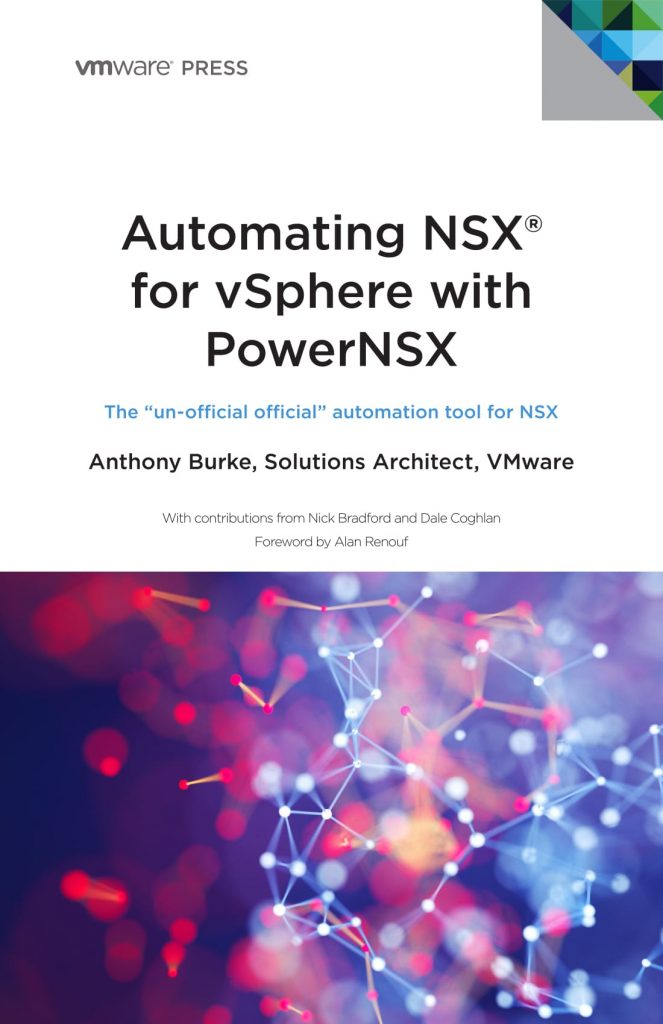 vmware® PRESS
Automating NSX®
for vSphere with
PowerNSX
The “un-official official” automation tool for NSX
Anthony Burke, Solutions Architect, VMware
With contributions from Nick Bradford and Dale Coghlan
Foreword by Alan Renouf